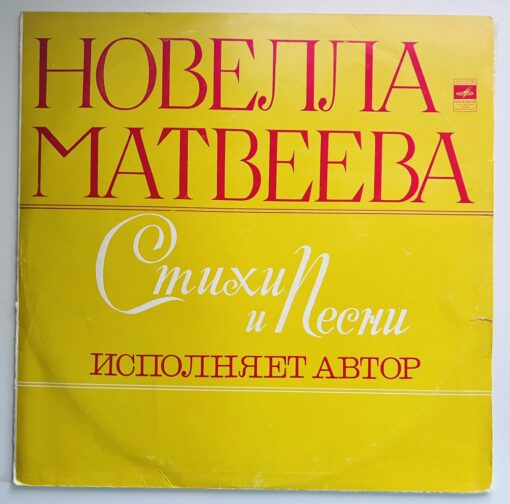 НОВЕЛЛА
МАТВЕЕВА
Стихи
и Песни
ИСПОЛНЯЕТ АВТОР